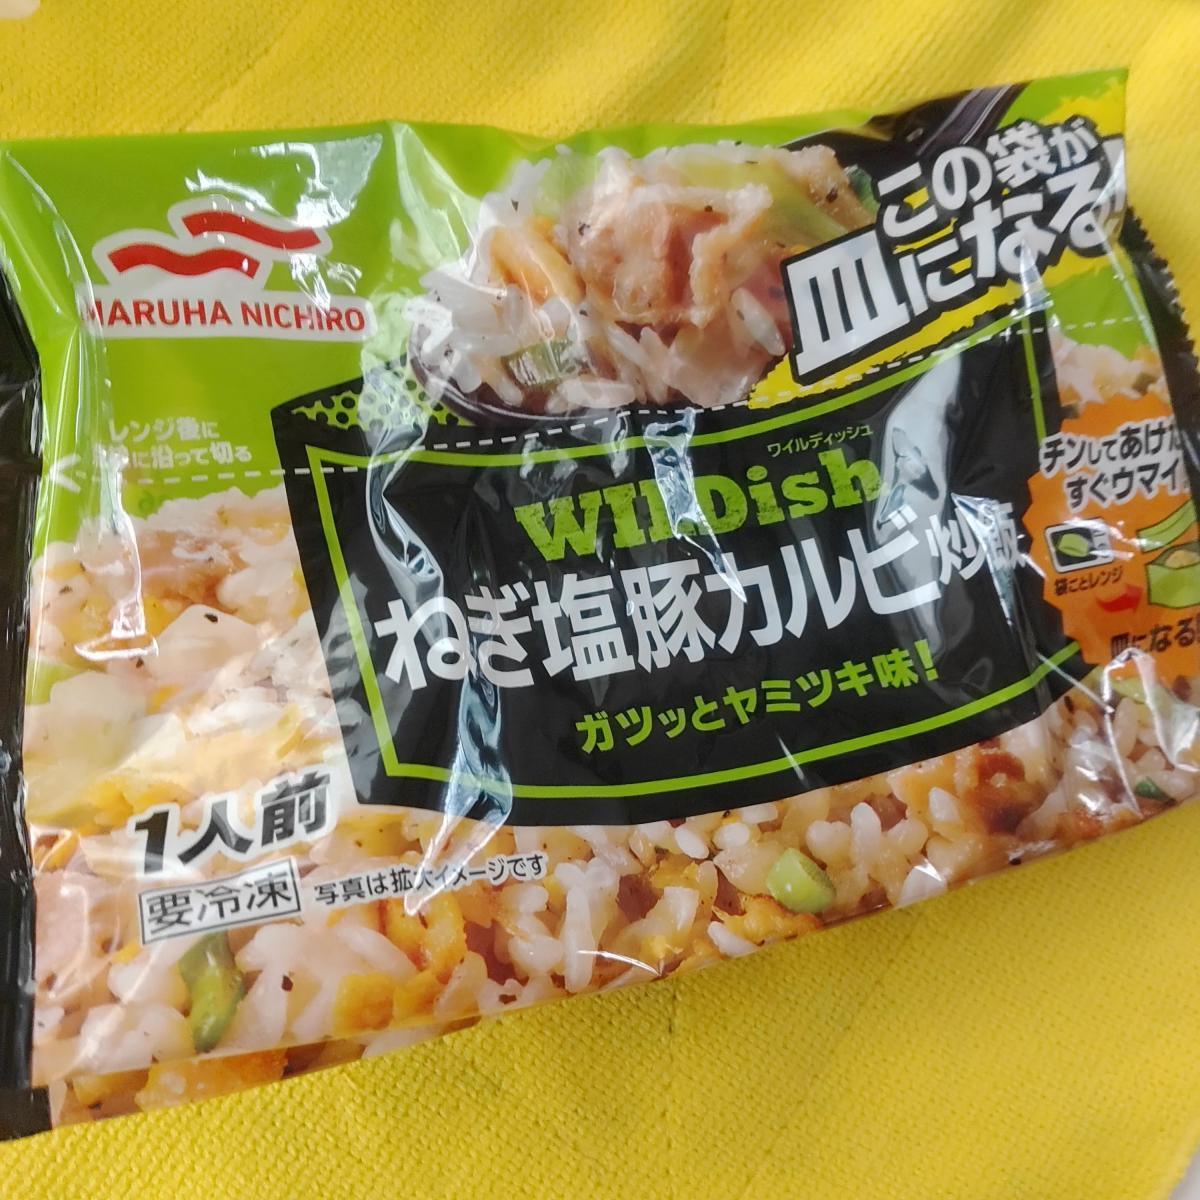 MARUHA NICHIRO
この袋が
皿になる!
レンジ後に
に沿って切る
ワイルディッシュ
WILDish
ねぎ塩豚カルビ炒飯
ガツッとヤミツキ味!
チンしてあけた
すぐウマイ
袋ごとレンジ
皿になる
1人前
要冷凍
写真は拡大イメージです